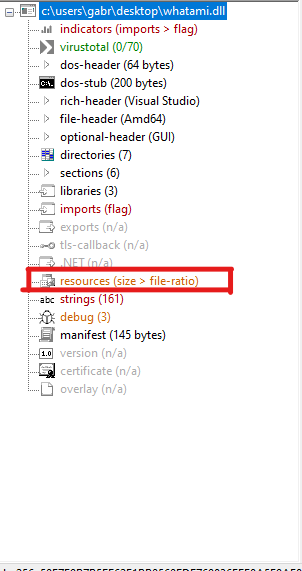 c:\users\gabr\desktop\whatami.dll
indicators (imports > flag)
virustotal (0/70)
dos-header (64 bytes)
dos-stub (200 bytes)
rich-header (Visual Studio)
file-header (Amd64)
optional-header (GUI)
directories (7)
sections (6)
libraries (3)
imports (flag)
exports (n/a)
tls-callback (n/a)
.NET (n/a)
resources (size > file-ratio)
abc strings (161)
debug (3)
manifest (145 bytes)
1.0 version (n/a)
certificate (n/a)
overlay (n/a)